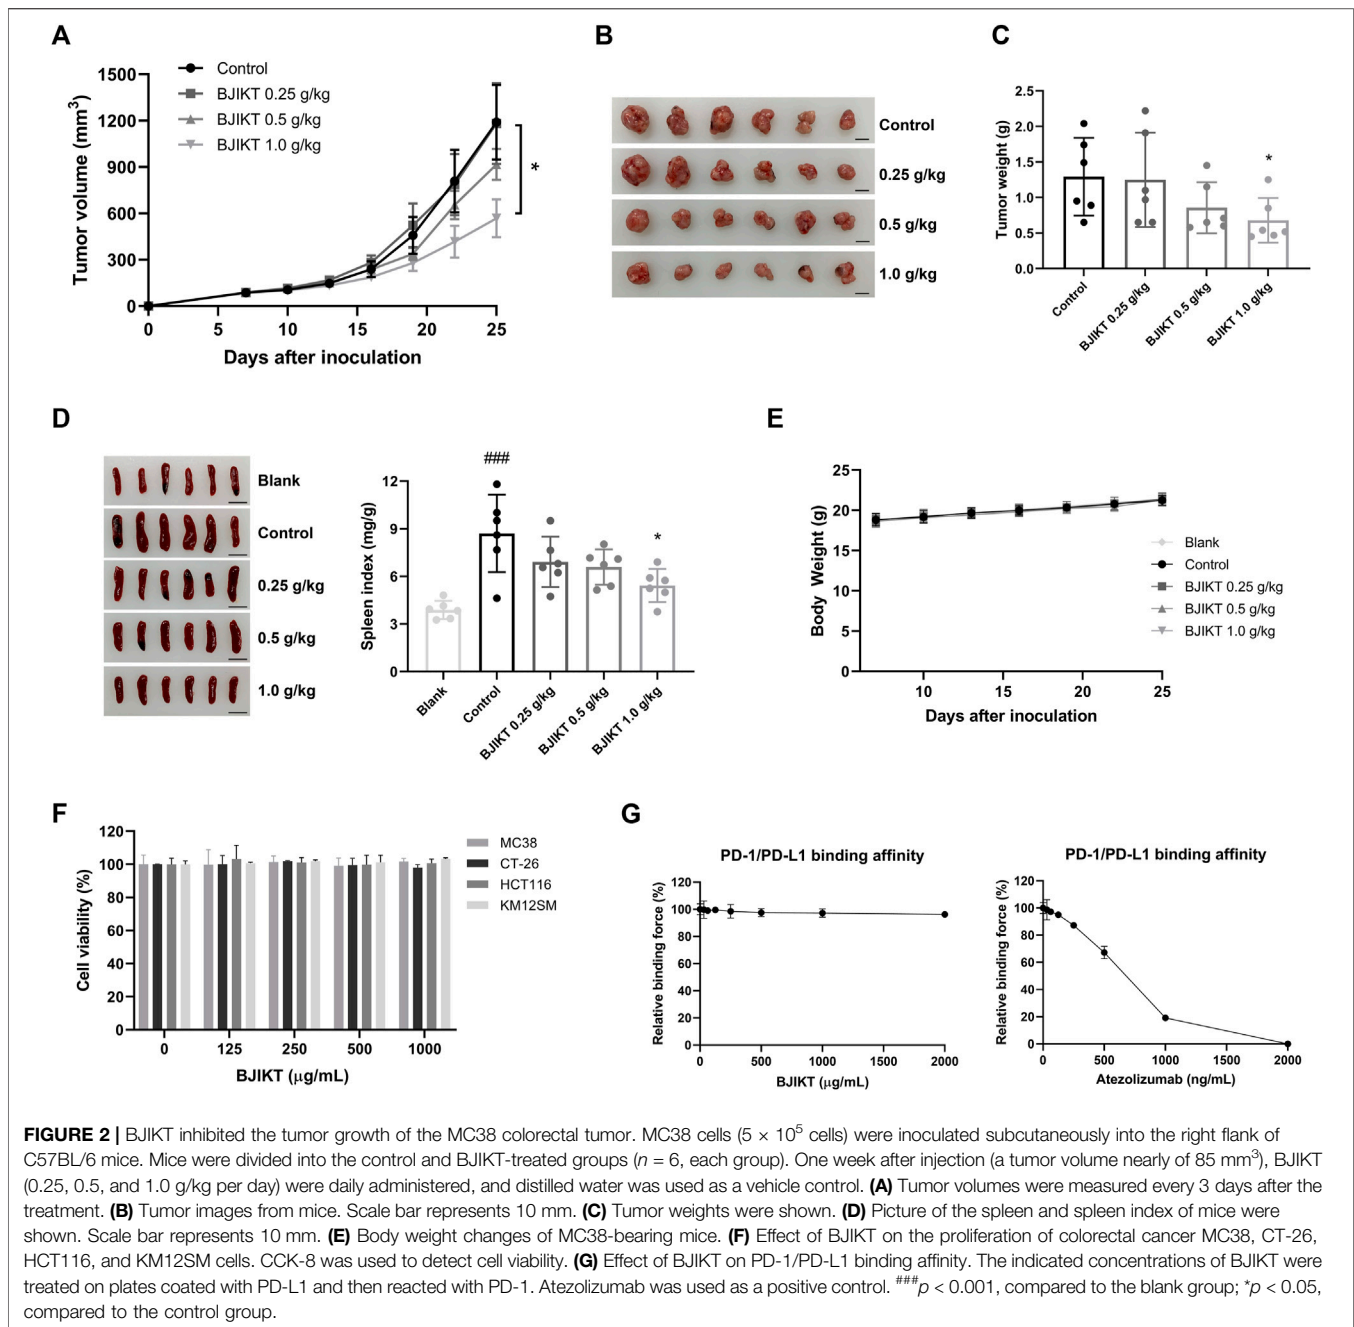 A
Control
BJIKT 0.25 g/kg
BJIKT 0.5 g/kg
BJIKT 1.0 g/kg
Tumor volume (mm³)
1500
1200
900
600
300
0
*
0 5 10 15 20 25
Days after inoculation
B
Control
0.25 g/kg
0.5 g/kg
1.0 g/kg
C
Tumor weight (g)
2.5
2.0
1.5
1.0
0.5
0.0
*
Control
BJIKT 0.25 g/kg
BJIKT 0.5 g/kg
BJIKT 1.0 g/kg
D
Blank
Control
0.25 g/kg
0.5 g/kg
1.0 g/kg
Spleen index (mg/g)
12
9
6
3
0
###
*
Blank
Control
BJIKT 0.25 g/kg
BJIKT 0.5 g/kg
BJIKT 1.0 g/kg
E
Body Weight (g)
25
20
15
10
5
0
Blank
Control
BJIKT 0.25 g/kg
BJIKT 0.5 g/kg
BJIKT 1.0 g/kg
10 15 20 25
Days after inoculation
F
Cell viability (%)
120
100
80
60
40
20
0
MC38
CT-26
HCT116
KM12SM
0 125 250 500 1000
BJIKT (μg/mL)
G
PD-1/PD-L1 binding affinity
Relative binding force (%)
120
100
80
60
40
20
0
0 500 1000 1500 2000
BJIKT (μg/mL)
PD-1/PD-L1 binding affinity
Relative binding force (%)
120
100
80
60
40
20
0
0 500 1000 1500 2000
Atezolizumab (ng/mL)
FIGURE 2 | BJIKT inhibited the tumor growth of the MC38 colorectal tumor. MC38 cells (5 × 10⁵ cells) were inoculated subcutaneously into the right flank of
C57BL/6 mice. Mice were divided into the control and BJIKT-treated groups (n = 6, each group). One week after injection (a tumor volume nearly of 85 mm³), BJIKT
(0.25, 0.5, and 1.0 g/kg per day) were daily administered, and distilled water was used as a vehicle control. (A) Tumor volumes were measured every 3 days after the
treatment. (B) Tumor images from mice. Scale bar represents 10 mm. (C) Tumor weights were shown. (D) Picture of the spleen and spleen index of mice were
shown. Scale bar represents 10 mm. (E) Body weight changes of MC38-bearing mice. (F) Effect of BJIKT on the proliferation of colorectal cancer MC38, CT-26,
HCT116, and KM12SM cells. CCK-8 was used to detect cell viability. (G) Effect of BJIKT on PD-1/PD-L1 binding affinity. The indicated concentrations of BJIKT were
treated on plates coated with PD-L1 and then reacted with PD-1. Atezolizumab was used as a positive control. ###p < 0.001, compared to the blank group; *p < 0.05,
compared to the control group.